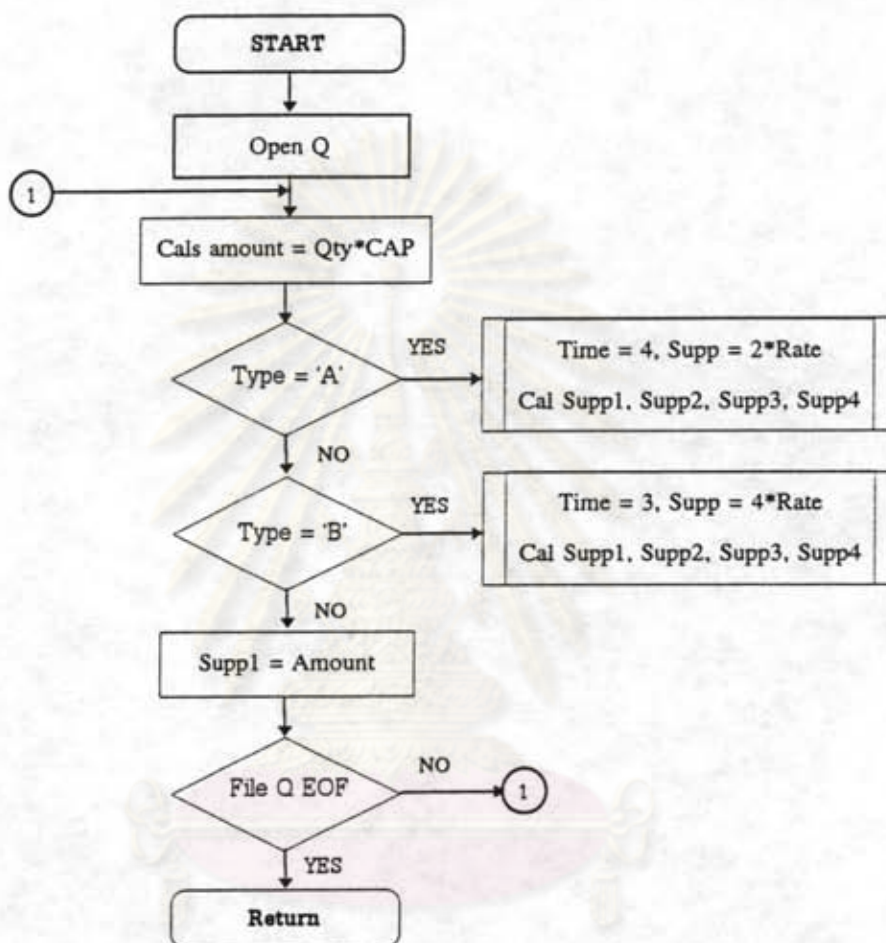 START
Open Q
1
Cals amount = Qty*CAP
Type = 'A'
YES
Time = 4, Supp = 2*Rate
Cal Supp1, Supp2, Supp3, Supp4
NO
Type = 'B'
YES
Time = 3, Supp = 4*Rate
Cal Supp1, Supp2, Supp3, Supp4
NO
Supp1 = Amount
File Q EOF
NO
1
YES
Return